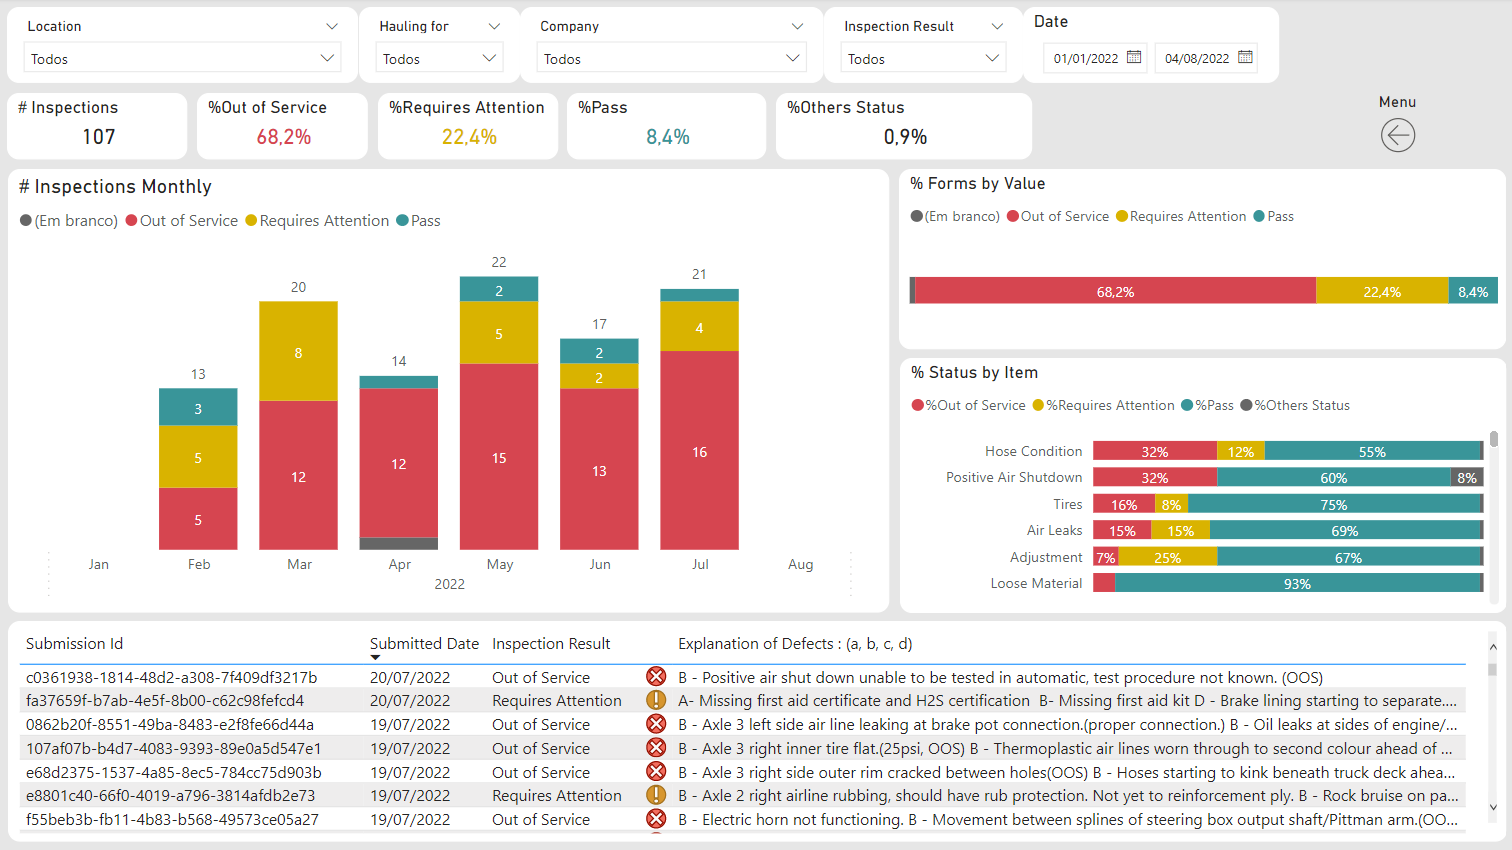 Location
Hauling for
Company
Inspection Result
Date
Todos
Todos
Todos
Todos
01/01/2022
04/08/2022
# Inspections
107
%Out of Service
68,2%
%Requires Attention
22,4%
%Pass
8,4%
%Others Status
0,9%
Menu
# Inspections Monthly
(Em branco) Out of Service Requires Attention Pass
13
3
5
5
20
8
12
14
12
22
2
5
15
17
2
2
13
21
4
16
Jan Feb Mar Apr May Jun Jul Aug
2022
% Forms by Value
(Em branco) Out of Service Requires Attention Pass
68,2% 22,4% 8,4%
% Status by Item
%Out of Service %Requires Attention %Pass %Others Status
Hose Condition 32% 12% 55%
Positive Air Shutdown 32% 60% 8%
Tires 16% 8% 75%
Air Leaks 15% 15% 69%
Adjustment 7% 25% 67%
Loose Material 93%
Submission Id Submitted Date Inspection Result Explanation of Defects : (a, b, c, d)
c0361938-1814-48d2-a308-7f409df3217b 20/07/2022 Out of Service B - Positive air shut down unable to be tested in automatic, test procedure not known. (OOS)
fa37659f-b7ab-4e5f-8b00-c62c98fefcd4 20/07/2022 Requires Attention A- Missing first aid certificate and H2S certification B- Missing first aid kit D - Brake lining starting to separate....
0862b20f-8551-49ba-8483-e2f8fe66d44a 19/07/2022 Out of Service B - Axle 3 left side air line leaking at brake pot connection.(proper connection.) B - Oil leaks at sides of engine/...
107af07b-b4d7-4083-9393-89e0a5d547e1 19/07/2022 Out of Service B - Axle 3 right inner tire flat.(25psi, OOS) B - Thermoplastic air lines worn through to second colour ahead of ...
e68d2375-1537-4a85-8ec5-784cc75d903b 19/07/2022 Out of Service B - Axle 3 right side outer rim cracked between holes(OOS) B - Hoses starting to kink beneath truck deck ahea...
e8801c40-66f0-4019-a796-3814afdb2e73 19/07/2022 Requires Attention B - Axle 2 right airline rubbing, should have rub protection. Not yet to reinforcement ply. B - Rock bruise on pa...
f55beb3b-fb11-4b83-b568-49573ce05a27 19/07/2022 Out of Service B - Electric horn not functioning. B - Movement between splines of steering box output shaft/Pittman arm.(OO...